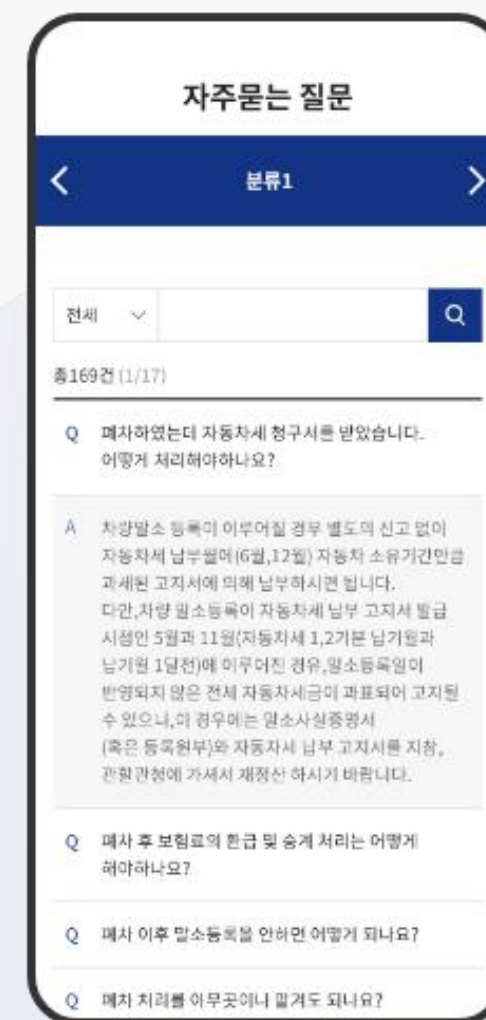 자주묻는 질문
분류1
전체
총169건 (1/17)
Q 폐차하였는데 자동차세 청구서를 받았습니다.
어떻게 처리해야하나요?
A 차량말소 등록이 이루어질 경우 별도의 신고 없이
자동차세 납부월에(6월,12월) 자동차 소유기간만큼
과세된 고지서에 의해 납부하시면 됩니다.
다만,차량 말소등록이 자동차세 납부 고지서 발급
시점인 5월과 11월(자동차세 1,2기분 납기월과
납기월 1달전)에 이루어진 경우,말소등록일이
반영되지 않은 전체 자동차세금이 과표되어 고지될
수 있으니,이 경우에는 말소사실증명서
(혹은 등록원부)와 자동차세 납부 고지서를 지참,
관할관청에 가셔서 재정산 하시기 바랍니다.
Q 폐차 후 보험료의 환급 및 승계 처리는 어떻게
해야하나요?
Q 폐차 이후 말소등록을 안하면 어떻게 되나요?
Q 폐차 처리를 아무곳이나 맡겨도 되나요?